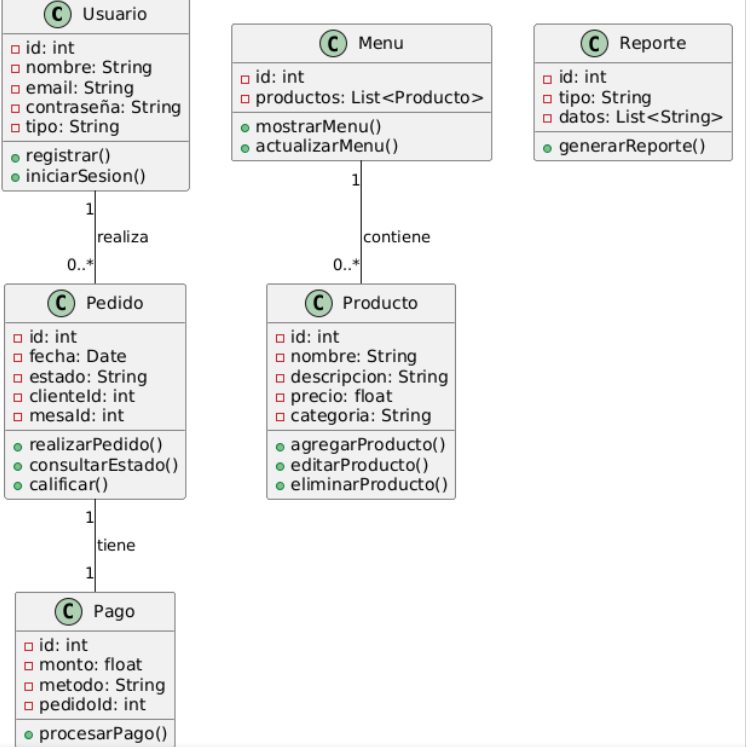 C Usuario
id: int
nombre: String
email: String
contraseña: String
tipo: String
registrar()
iniciarSesion()
1
realiza
0..*
C Pedido
id: int
fecha: Date
estado: String
clienteId: int
mesaId: int
realizarPedido()
consultarEstado()
calificar()
1
tiene
1
C Pago
id: int
monto: float
metodo: String
pedidoId: int
procesarPago()
C Menu
id: int
productos: List<Producto>
mostrarMenu()
actualizarMenu()
1
contiene
0..*
C Producto
id: int
nombre: String
descripcion: String
precio: float
categoria: String
agregarProducto()
editarProducto()
eliminarProducto()
C Reporte
id: int
tipo: String
datos: List<String>
generarReporte()